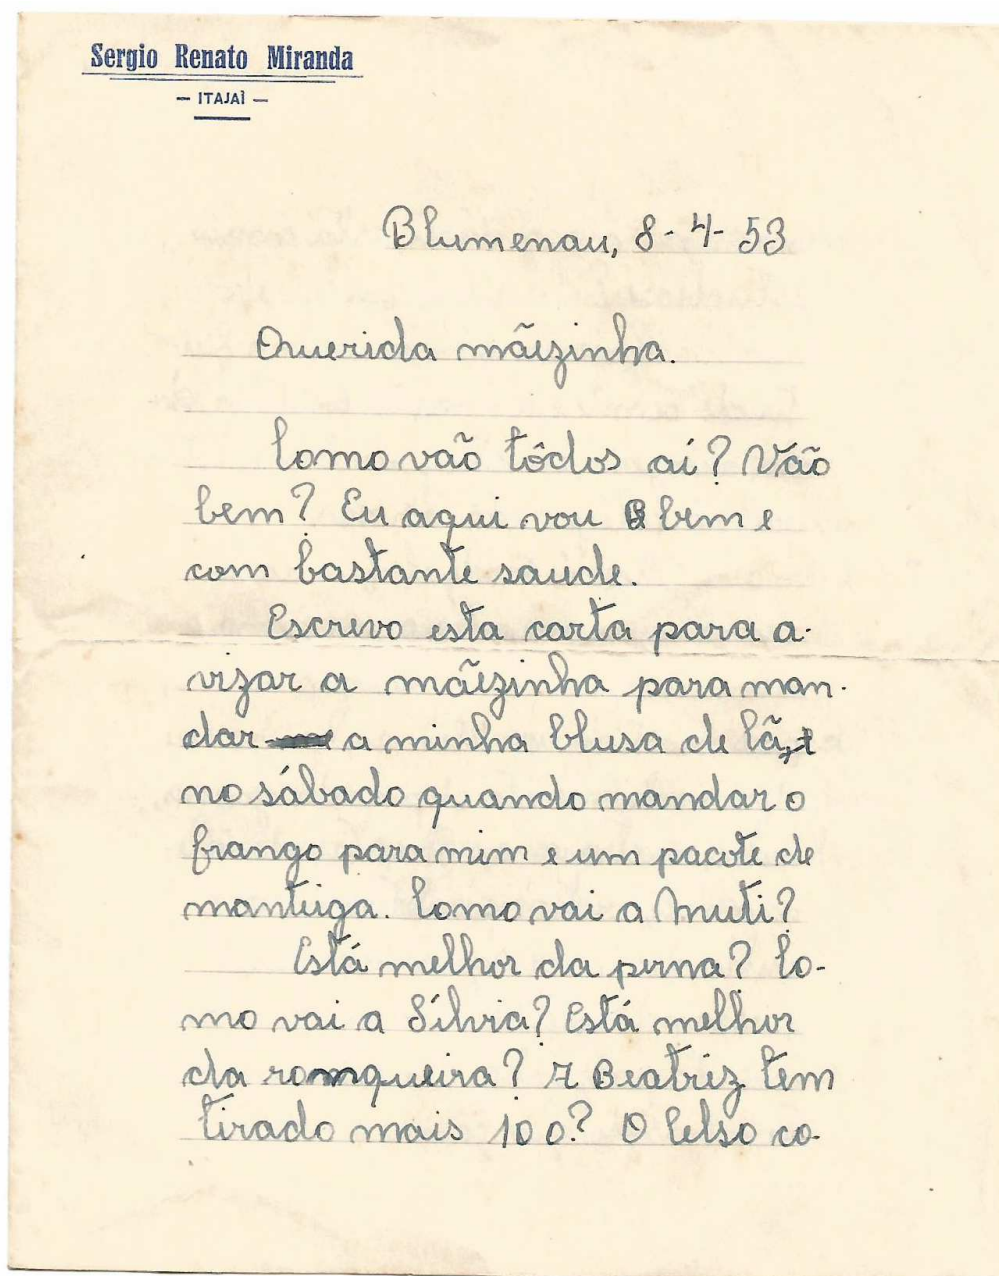 Sergio Renato Miranda
— ITAJAÍ —
Blumenau, 8-4-53
Querida mãezinha.
Como vão tôdos aí? Vão
bem? Eu aqui vou bem e
com bastante saude.
Escrevo esta carta para a-
vizar a mãezinha para man-
dar a minha blusa de lã,
no sábado quando mandar o
frango para mim e um pacote de
manteiga. Como vai a Muti?
Está melhor da perna? Co-
mo vai a Sílvia? Está melhor
da romqueira? A Beatriz tem
tirado mais 100? O Celso co-